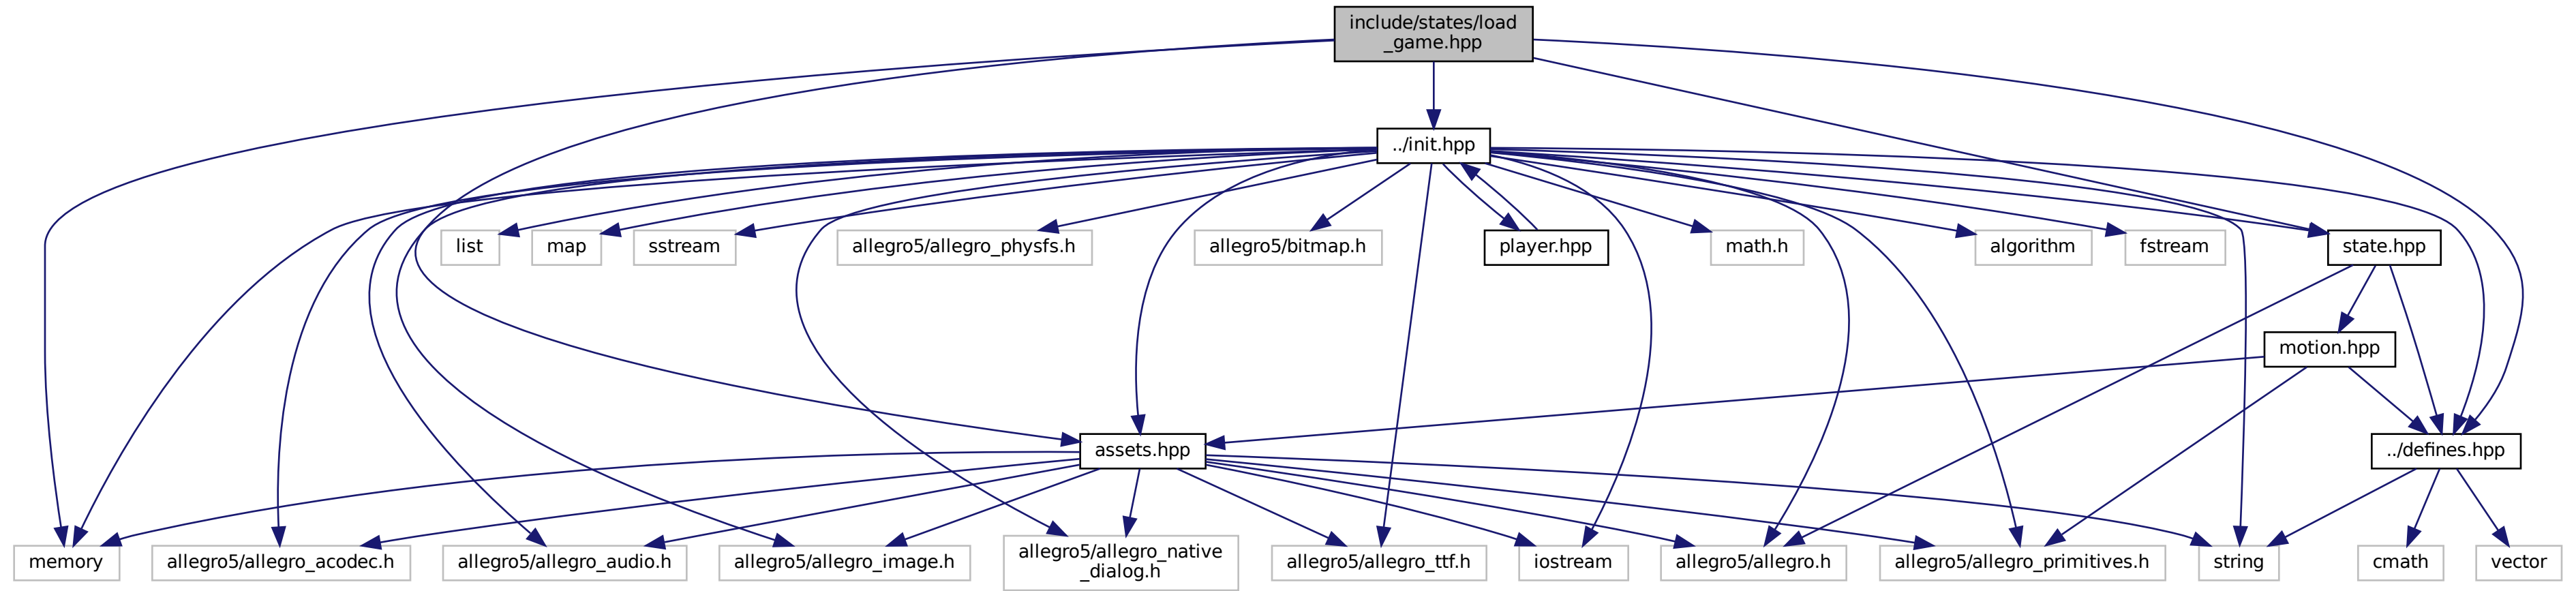 include/states/load
_game.hpp
../init.hpp
list
map
sstream
allegro5/allegro_physfs.h
allegro5/bitmap.h
player.hpp
math.h
algorithm
fstream
state.hpp
motion.hpp
assets.hpp
../defines.hpp
memory
allegro5/allegro_acodec.h
allegro5/allegro_audio.h
allegro5/allegro_image.h
allegro5/allegro_native
_dialog.h
allegro5/allegro_ttf.h
iostream
allegro5/allegro.h
allegro5/allegro_primitives.h
string
cmath
vector